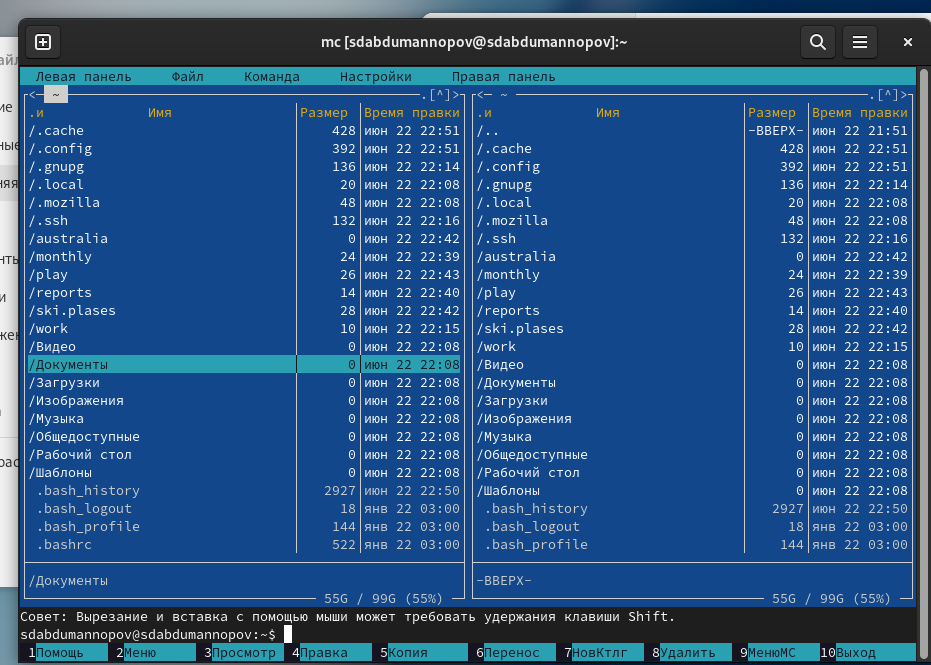 mc [sdabdumannopov@sdabdumannopov]:~
Левая панель Файл Команда Настройки Правая панель
<─ ~ .[^]> <─ ~ .[^]>
.и Имя Размер Время правки .и Имя Размер Время правки
/.cache 428 июн 22 22:51 /.. -ВВЕРХ- июн 22 21:51
/.config 392 июн 22 22:51 /.cache 428 июн 22 22:51
/.gnupg 136 июн 22 22:14 /.config 392 июн 22 22:51
/.local 20 июн 22 22:08 /.gnupg 136 июн 22 22:14
/.mozilla 48 июн 22 22:08 /.local 20 июн 22 22:08
/.ssh 132 июн 22 22:16 /.mozilla 48 июн 22 22:08
/australia 0 июн 22 22:42 /.ssh 132 июн 22 22:16
/monthly 24 июн 22 22:39 /australia 0 июн 22 22:42
/play 26 июн 22 22:43 /monthly 24 июн 22 22:39
/reports 14 июн 22 22:40 /play 26 июн 22 22:43
/ski.plases 28 июн 22 22:42 /reports 14 июн 22 22:40
/work 10 июн 22 22:15 /ski.plases 28 июн 22 22:42
/Видео 0 июн 22 22:08 /work 10 июн 22 22:15
/Документы 0 июн 22 22:08 /Видео 0 июн 22 22:08
/Загрузки 0 июн 22 22:08 /Документы 0 июн 22 22:08
/Изображения 0 июн 22 22:08 /Загрузки 0 июн 22 22:08
/Музыка 0 июн 22 22:08 /Изображения 0 июн 22 22:08
/Общедоступные 0 июн 22 22:08 /Музыка 0 июн 22 22:08
/Рабочий стол 0 июн 22 22:08 /Общедоступные 0 июн 22 22:08
/Шаблоны 0 июн 22 22:08 /Рабочий стол 0 июн 22 22:08
.bash_history 2927 июн 22 22:50 /Шаблоны 0 июн 22 22:08
.bash_logout 18 янв 22 03:00 .bash_history 2927 июн 22 22:50
.bash_profile 144 янв 22 03:00 .bash_logout 18 янв 22 03:00
.bashrc 522 янв 22 03:00 .bash_profile 144 янв 22 03:00
/Документы -ВВЕРХ-
55G / 99G (55%) 55G / 99G (55%)
Совет: Вырезание и вставка с помощью мыши может требовать удержания клавиши Shift.
sdabdumannopov@sdabdumannopov:~$
1Помощь 2Меню 3Просмотр 4Правка 5Копия 6Перенос 7НовКтлг 8Удалить 9МенюMC 10Выход